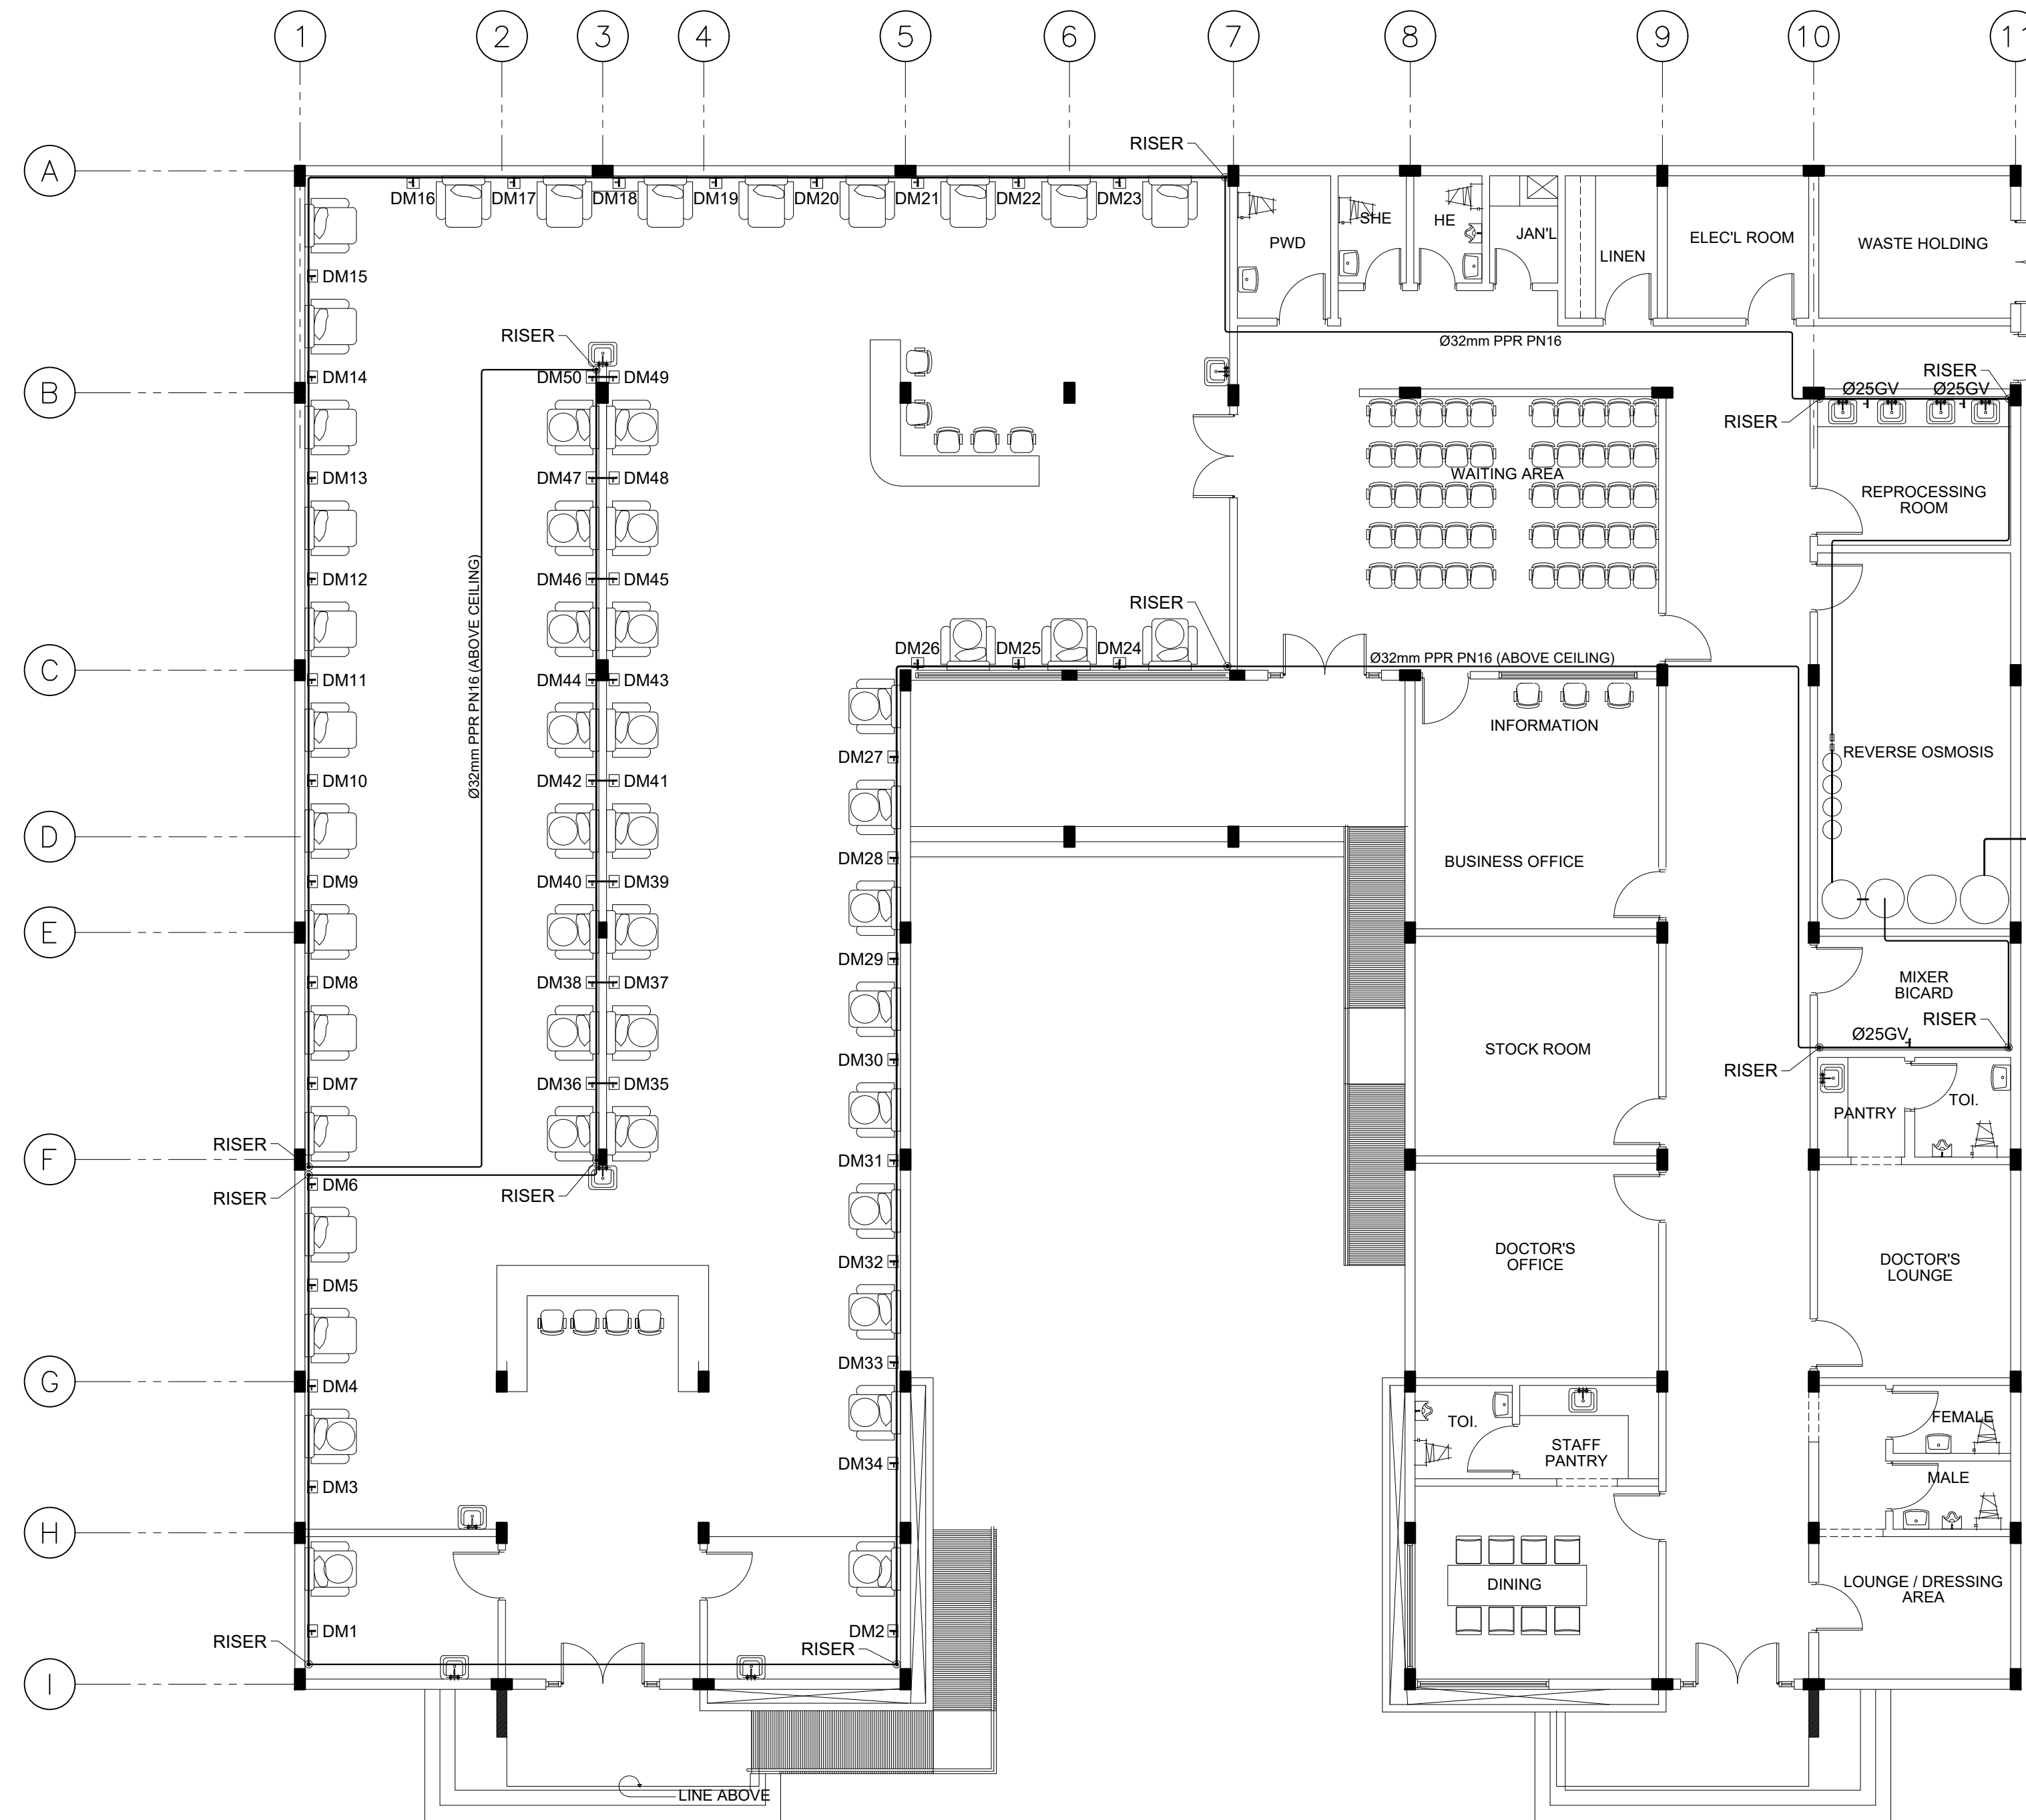 1
2
3
4
5
6
7
8
9
10
11
A
B
C
D
E
F
G
H
I
RISER
DM16
DM17
DM18
DM19
DM20
DM21
DM22
DM23
PWD
SHE
HE
JAN'L
LINEN
ELEC'L ROOM
WASTE HOLDING
DM15
RISER
Ø32mm PPR PN16
DM14
DM50
DM49
RISER
Ø25GV
Ø25GV
RISER
DM13
DM47
DM48
WAITING AREA
REPROCESSING
ROOM
DM12
DM46
DM45
Ø32mm PPR PN16 (ABOVE CEILING)
RISER
DM26
DM25
DM24
Ø32mm PPR PN16 (ABOVE CEILING)
DM11
DM44
DM43
INFORMATION
DM27
REVERSE OSMOSIS
DM10
DM42
DM41
DM28
BUSINESS OFFICE
DM9
DM40
DM39
DM29
DM8
DM38
DM37
MIXER
BICARD
RISER
Ø25GV
DM30
STOCK ROOM
RISER
DM7
DM36
DM35
PANTRY
TOI.
RISER
DM31
DM6
RISER
RISER
DM32
DOCTOR'S
OFFICE
DOCTOR'S
LOUNGE
DM5
DM33
DM4
TOI.
STAFF
PANTRY
FEMALE
DM34
MALE
DM3
DINING
LOUNGE / DRESSING
AREA
DM1
DM2
RISER
RISER
LINE ABOVE